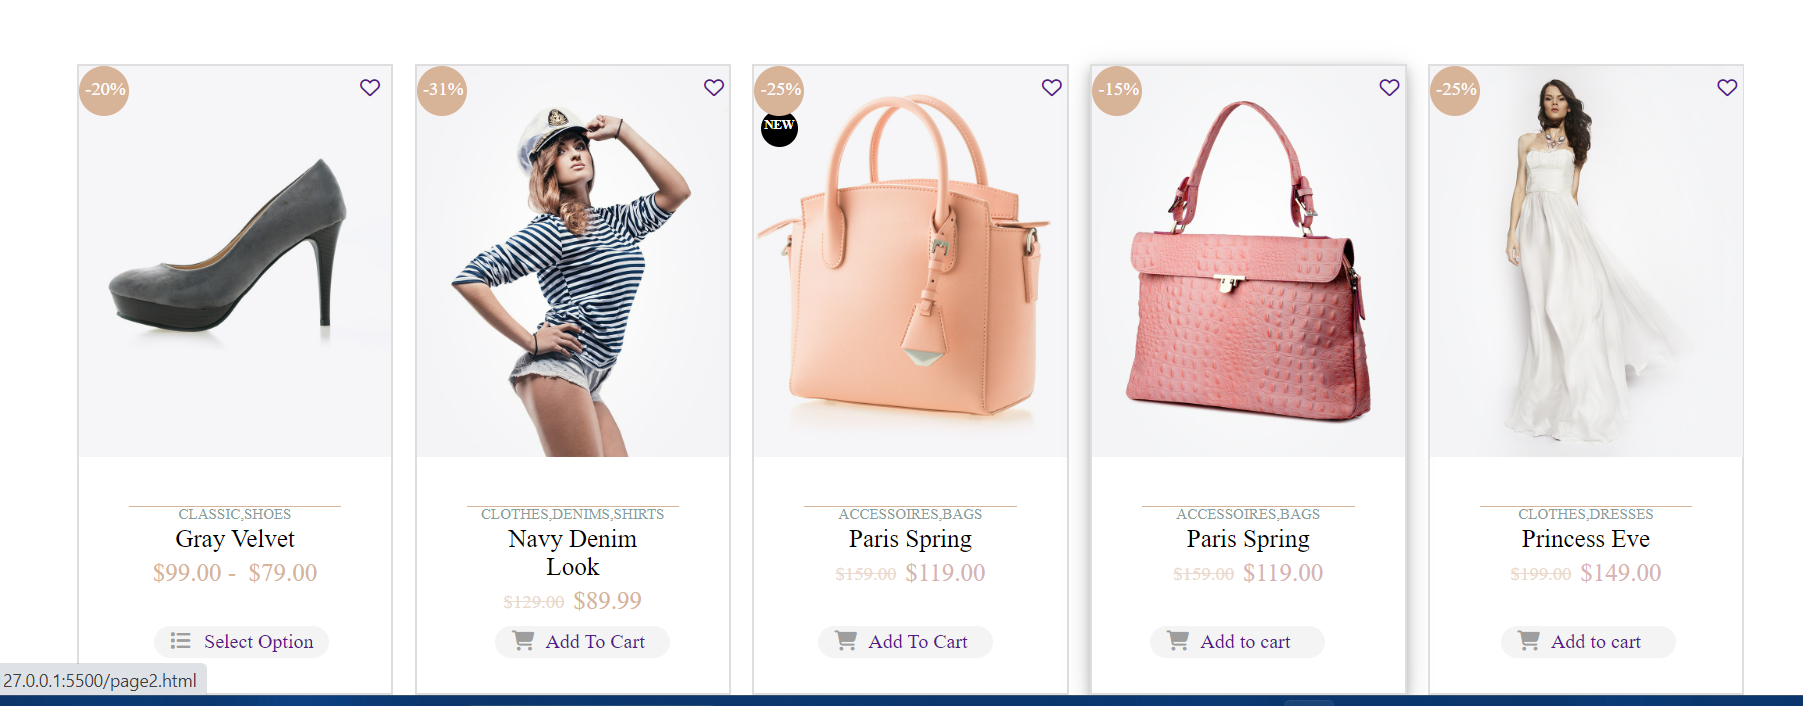 -20%
-31%
-25%
NEW
-15%
-25%
CLASSIC,SHOES
Gray Velvet
$99.00 - $79.00
Select Option
CLOTHES,DENIMS,SHIRTS
Navy Denim
Look
$129.00 $89.99
Add To Cart
ACCESSOIRES,BAGS
Paris Spring
$159.00 $119.00
Add To Cart
ACCESSOIRES,BAGS
Paris Spring
$159.00 $119.00
Add to cart
CLOTHES,DRESSES
Princess Eve
$199.00 $149.00
Add to cart
27.0.0.1:5500/page2.html